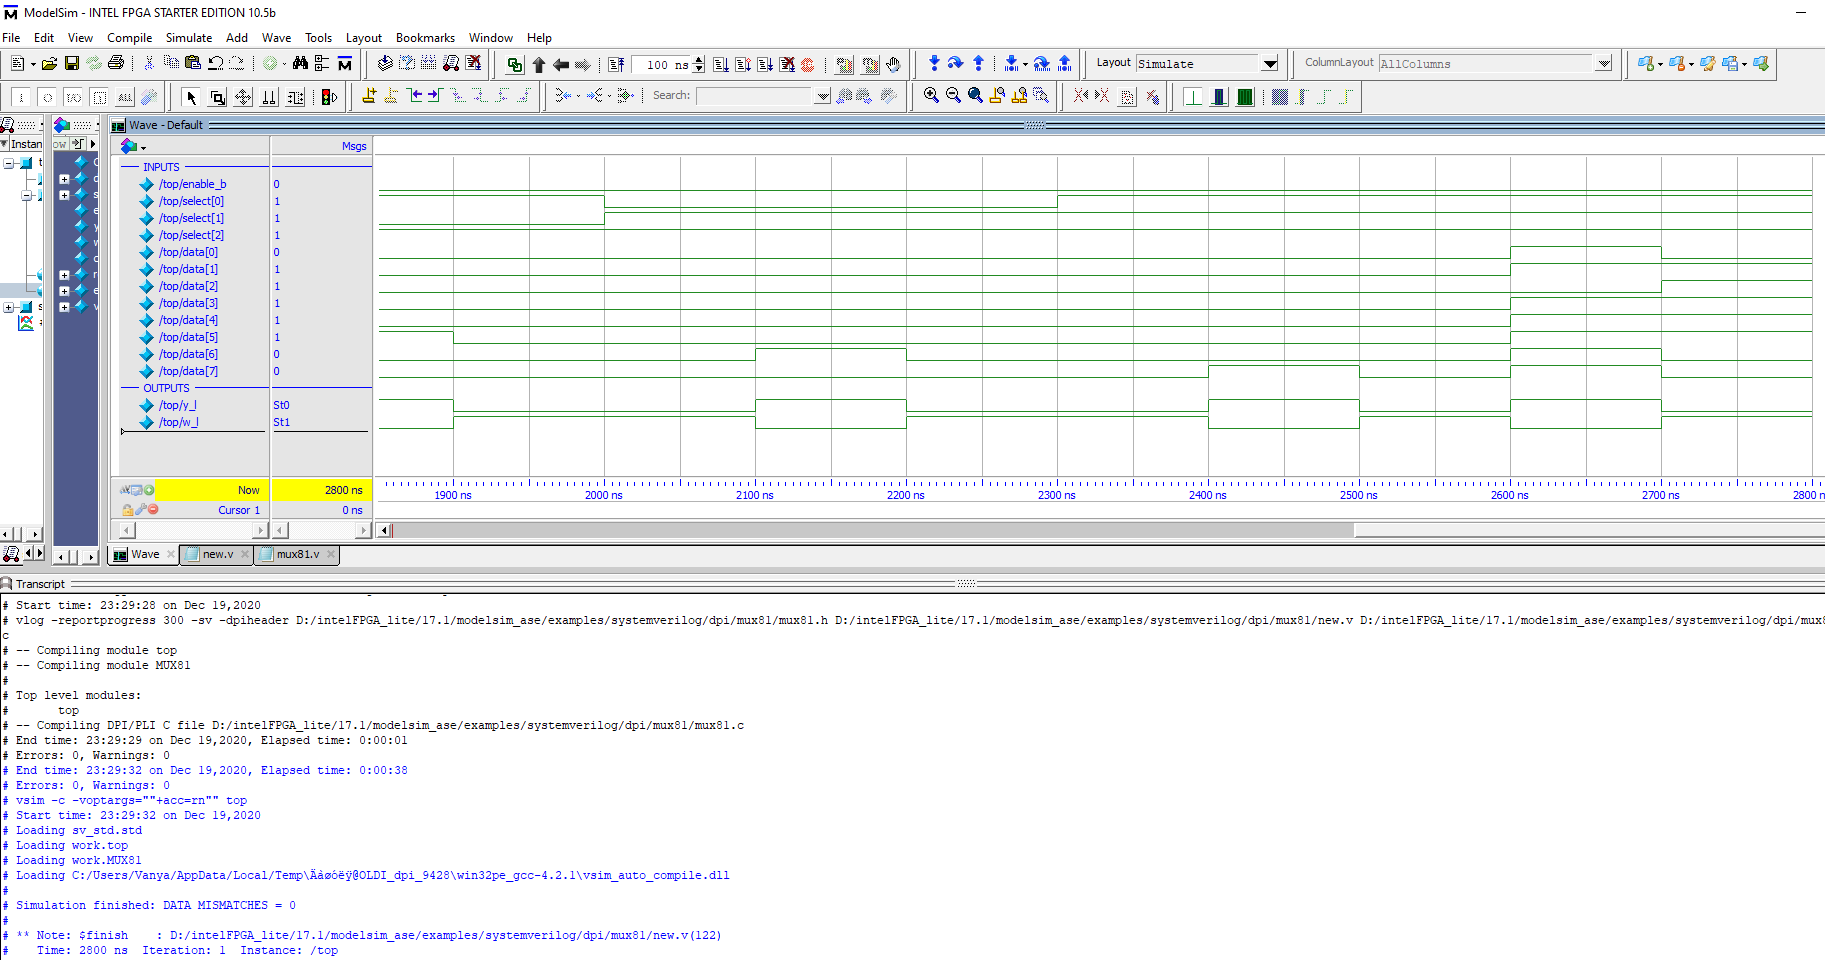 ModelSim - INTEL FPGA STARTER EDITION 10.5b
File Edit View Compile Simulate Add Wave Tools Layout Bookmarks Window Help
100 ns
Layout Simulate
ColumnLayout AllColumns
Search:
Instan
Wave - Default
Msgs
INPUTS
/top/enable_b 0
/top/select[0] 1
/top/select[1] 1
/top/select[2] 1
/top/data[0] 0
/top/data[1] 1
/top/data[2] 1
/top/data[3] 1
/top/data[4] 1
/top/data[5] 1
/top/data[6] 0
/top/data[7] 0
OUTPUTS
/top/y_l St0
/top/w_l St1
Now 2800 ns
1900 ns 2000 ns 2100 ns 2200 ns 2300 ns 2400 ns 2500 ns 2600 ns 2700 ns 2800 n
Cursor 1 0 ns
Wave new.v mux81.v
Transcript
# Start time: 23:29:28 on Dec 19,2020
# vlog -reportprogress 300 -sv -dpiheader D:/intelFPGA_lite/17.1/modelsim_ase/examples/systemverilog/dpi/mux81/mux81.h D:/intelFPGA_lite/17.1/modelsim_ase/examples/systemverilog/dpi/mux81/new.v D:/intelFPGA_lite/17.1/modelsim_ase/examples/systemverilog/dpi/mux8
c
# -- Compiling module top
# -- Compiling module MUX81
#
# Top level modules:
# top
# -- Compiling DPI/PLI C file D:/intelFPGA_lite/17.1/modelsim_ase/examples/systemverilog/dpi/mux81/mux81.c
# End time: 23:29:29 on Dec 19,2020, Elapsed time: 0:00:01
# Errors: 0, Warnings: 0
# End time: 23:29:32 on Dec 19,2020, Elapsed time: 0:00:38
# Errors: 0, Warnings: 0
# vsim -c -voptargs=""+acc=rn"" top
# Start time: 23:29:32 on Dec 19,2020
# Loading sv_std.std
# Loading work.top
# Loading work.MUX81
# Loading C:/Users/Vanya/AppData/Local/Temp\Äàøóëÿ@OLDI_dpi_9428\win32pe_gcc-4.2.1\vsim_auto_compile.dll
#
# Simulation finished: DATA MISMATCHES = 0
#
# ** Note: $finish : D:/intelFPGA_lite/17.1/modelsim_ase/examples/systemverilog/dpi/mux81/new.v(122)
# Time: 2800 ns Iteration: 1 Instance: /top